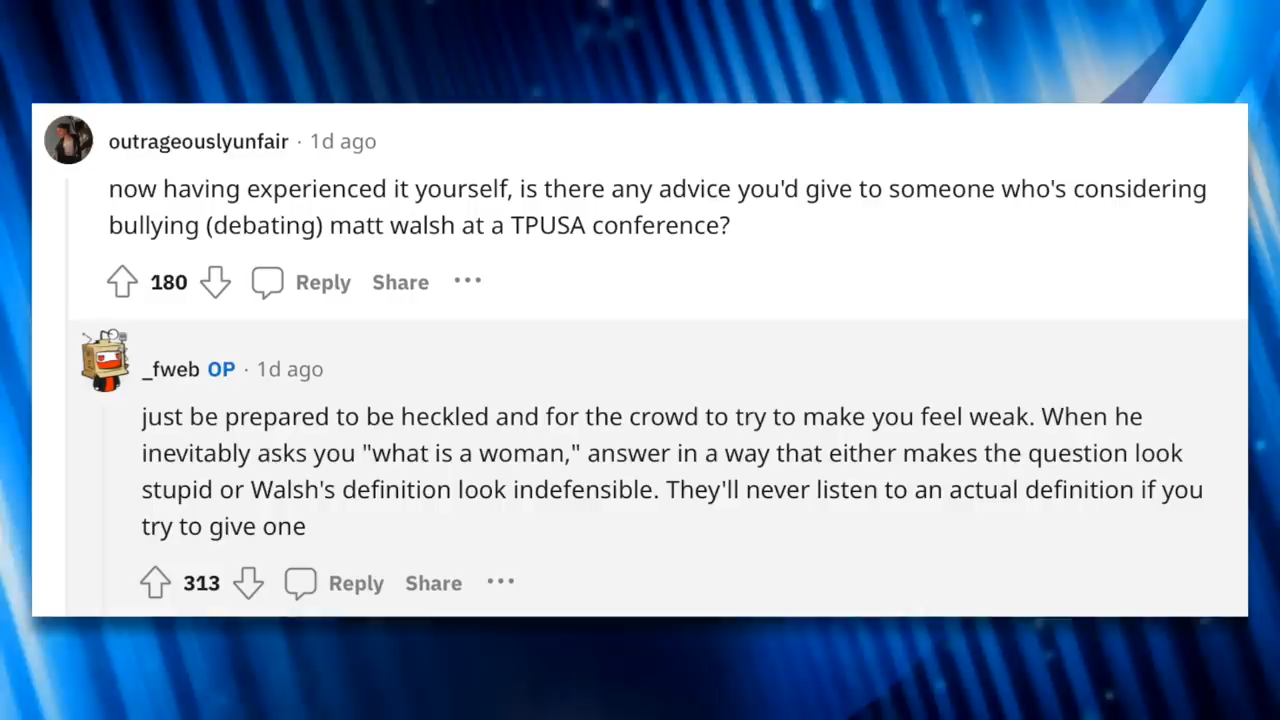 outrageouslyunfair · 1d ago
now having experienced it yourself, is there any advice you'd give to someone who's considering
bullying (debating) matt walsh at a TPUSA conference?
180 Reply Share ···
_fweb OP · 1d ago
just be prepared to be heckled and for the crowd to try to make you feel weak. When he
inevitably asks you "what is a woman," answer in a way that either makes the question look
stupid or Walsh's definition look indefensible. They'll never listen to an actual definition if you
try to give one
313 Reply Share ···